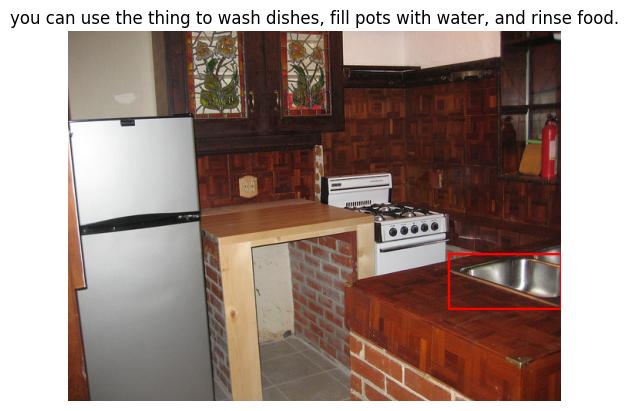 you can use the thing to wash dishes, fill pots with water, and rinse food.